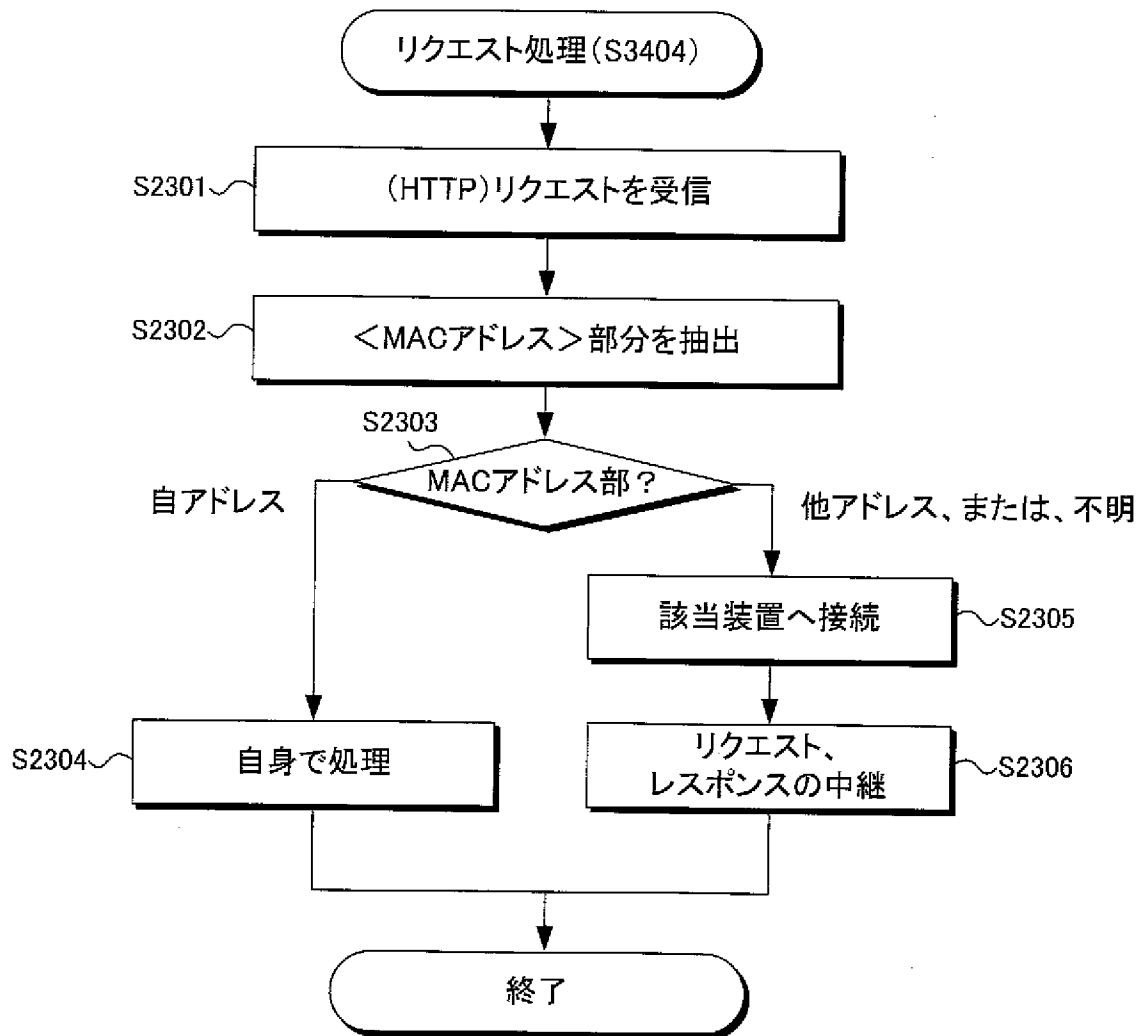 リクエスト処理(S3404)
S2301
(HTTP)リクエストを受信
S2302
<MACアドレス>部分を抽出
S2303
MACアドレス部?
自アドレス
他アドレス、または、不明
該当装置へ接続
S2305
S2304
自身で処理
リクエスト、
レスポンスの中継
S2306
終了